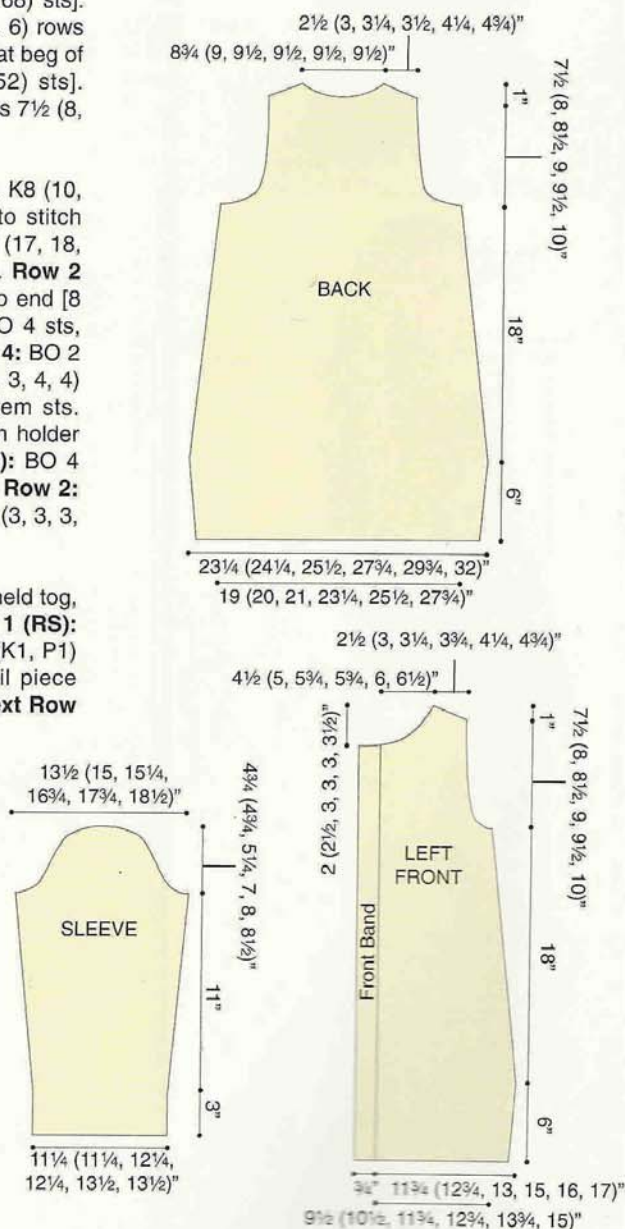 68) sts].
6) rows
at beg of
52) sts].
s 7½ (8,
K8 (10,
to stitch
(17, 18,
. Row 2
o end [8
O 4 sts,
4: BO 2
3, 4, 4)
em sts.
n holder
): BO 4
Row 2:
(3, 3, 3,
held tog,
1 (RS):
K1, P1)
il piece
ext Row
2½ (3, 3¼, 3½, 4¼, 4¾)"
8¾ (9, 9½, 9½, 9½, 9½)"
1"
7½ (8, 8½, 9, 9½, 10)"
BACK
18"
6"
23¼ (24¼, 25½, 27¾, 29¾, 32)"
19 (20, 21, 23¼, 25½, 27¾)"
2½ (3, 3¼, 3¾, 4¼, 4¾)"
4½ (5, 5¾, 5¾, 6, 6½)"
2 (2½, 3, 3, 3, 3½)"
1"
7½ (8, 8½, 9, 9½, 10)"
LEFT
FRONT
Front Band
18"
6"
¾" 11¾ (12¾, 13, 15, 16, 17)"
9½ (10½, 11¾, 12¾, 13¾, 15)"
13½ (15, 15¼,
16¾, 17¾, 18½)"
4¾ (4¾, 5¼, 7, 8, 8½)"
SLEEVE
11"
3"
11¼ (11¼, 12¼,
12¼, 13½, 13½)"